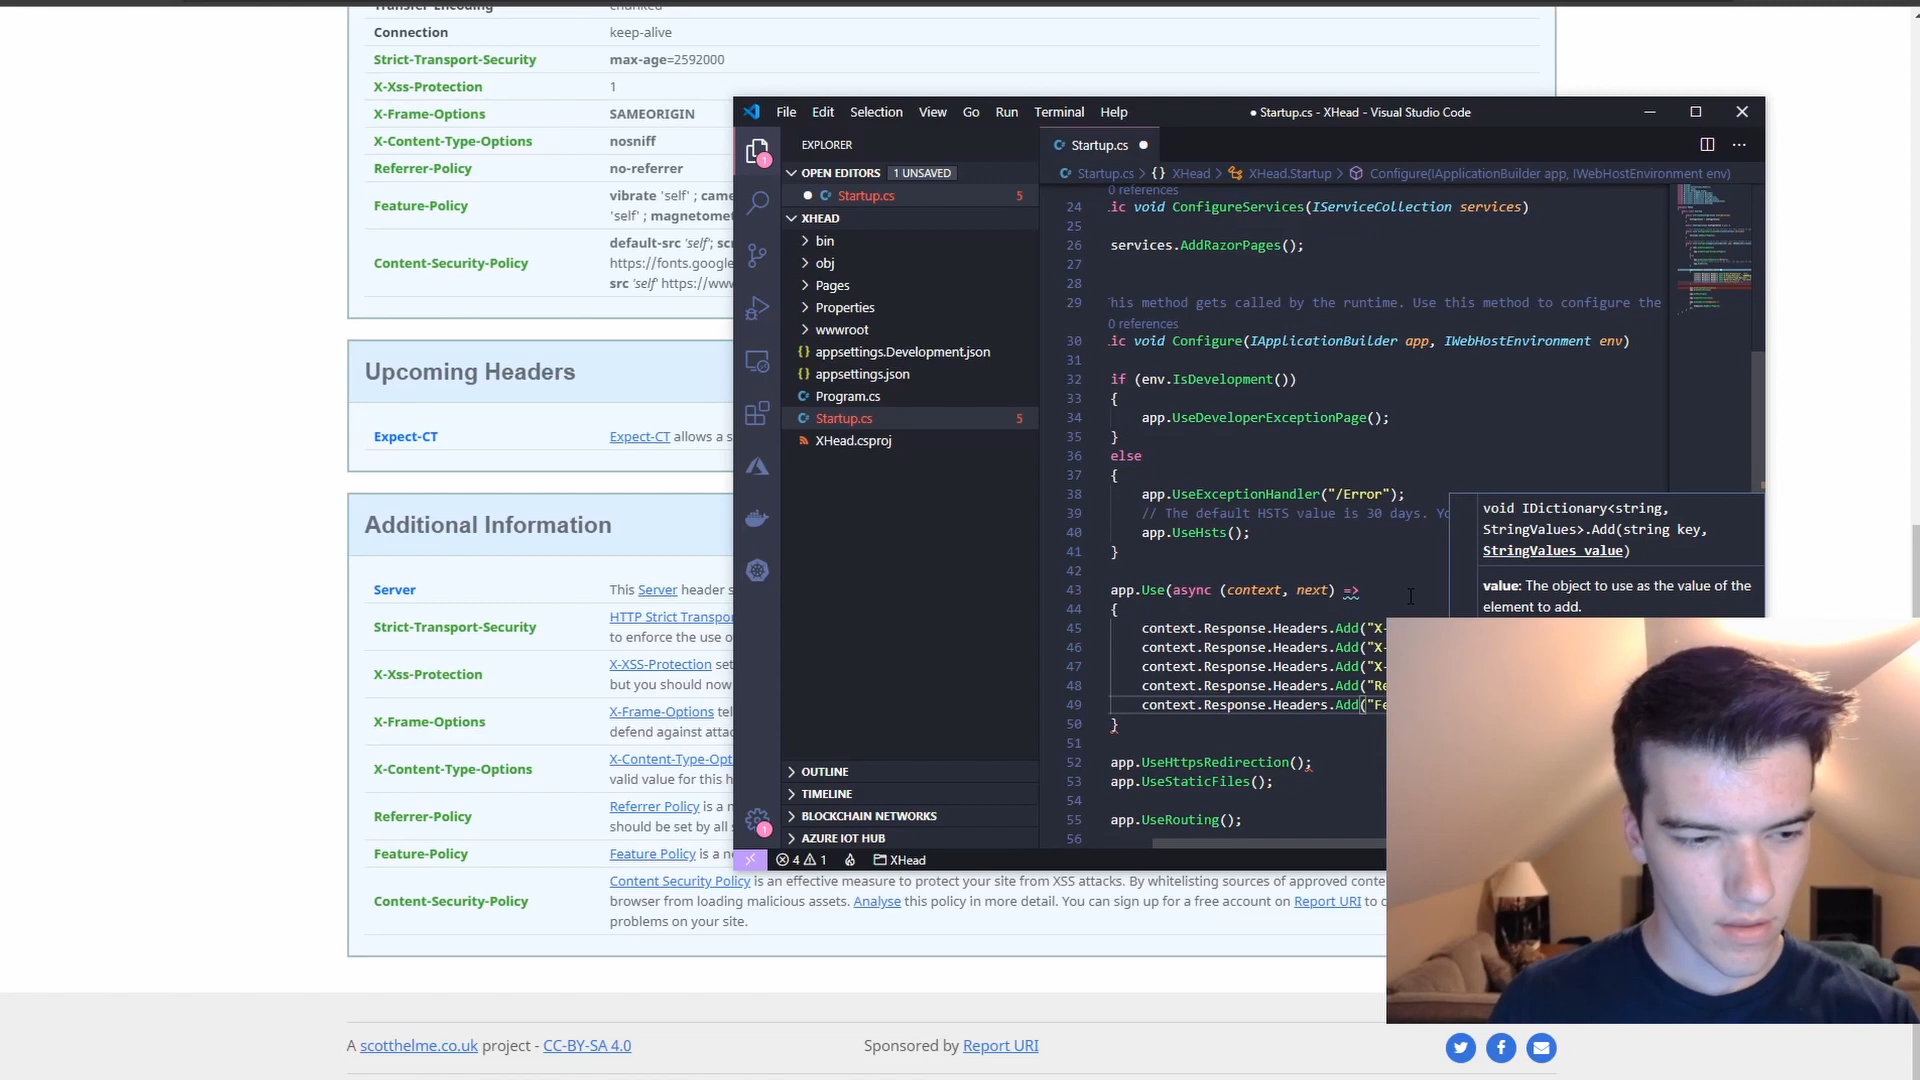 Connection keep-alive
Strict-Transport-Security max-age=2592000
X-Xss-Protection 1
X-Frame-Options SAMEORIGIN
X-Content-Type-Options nosniff
Referrer-Policy no-referrer
Feature-Policy vibrate 'self' ;
'self' ;
Content-Security-Policy default-src 'self';
src 'self'
Upcoming Headers
Expect-CT Expect-CT allows a
Additional Information
Server This Server header
Strict-Transport-Security HTTP Strict
to enforce the use
X-Xss-Protection X-XSS-Protection
but you should now
X-Frame-Options X-Frame-Options
defend against
X-Content-Type-Options
valid value for this
Referrer-Policy Referrer Policy is a
should be set by all
Feature-Policy Feature Policy is a
Content-Security-Policy Content Security Policy is an effective measure to protect your site from XSS attacks. By whitelisting sources of approved
browser from loading malicious assets. Analyse this policy in more detail. You can sign up for a free account on Report URI to
problems on your site.
A scotthelme.co.uk project - CC-BY-SA 4.0
Sponsored by Report URI
File Edit Selection View Go Run Terminal Help
● Startup.cs - XHead - Visual Studio Code
EXPLORER
OPEN EDITORS 1 UNSAVED
Startup.cs 5
XHEAD
bin
obj
Pages
Properties
wwwroot
{} appsettings.Development.json
{} appsettings.json
Program.cs
Startup.cs 5
XHead.csproj
OUTLINE
TIMELINE
BLOCKCHAIN NETWORKS
AZURE IOT HUB
4 1 XHead
1
1
Startup.cs
Startup.cs > {} XHead > XHead.Startup > Configure(IApplicationBuilder app, IWebHostEnvironment env)
0 references
24 ic void ConfigureServices(IServiceCollection services)
25
26 services.AddRazorPages();
27
28
29 his method gets called by the runtime. Use this method to configure the
0 references
30 ic void Configure(IApplicationBuilder app, IWebHostEnvironment env)
31
32 if (env.IsDevelopment())
33 {
34 app.UseDeveloperExceptionPage();
35 }
36 else
37 {
38 app.UseExceptionHandler("/Error");
39 // The default HSTS value is 30 days.
40 app.UseHsts();
41 }
42
43 app.Use(async (context, next) =>
44 {
45 context.Response.Headers.Add("X-
46 context.Response.Headers.Add("X-
47 context.Response.Headers.Add("X-
48 context.Response.Headers.Add("Re
49 context.Response.Headers.Add("Fe
50 }
51
52 app.UseHttpsRedirection();
53 app.UseStaticFiles();
54
55 app.UseRouting();
56
void IDictionary<string,
StringValues>.Add(string key,
StringValues value)
value: The object to use as the value of the
element to add.